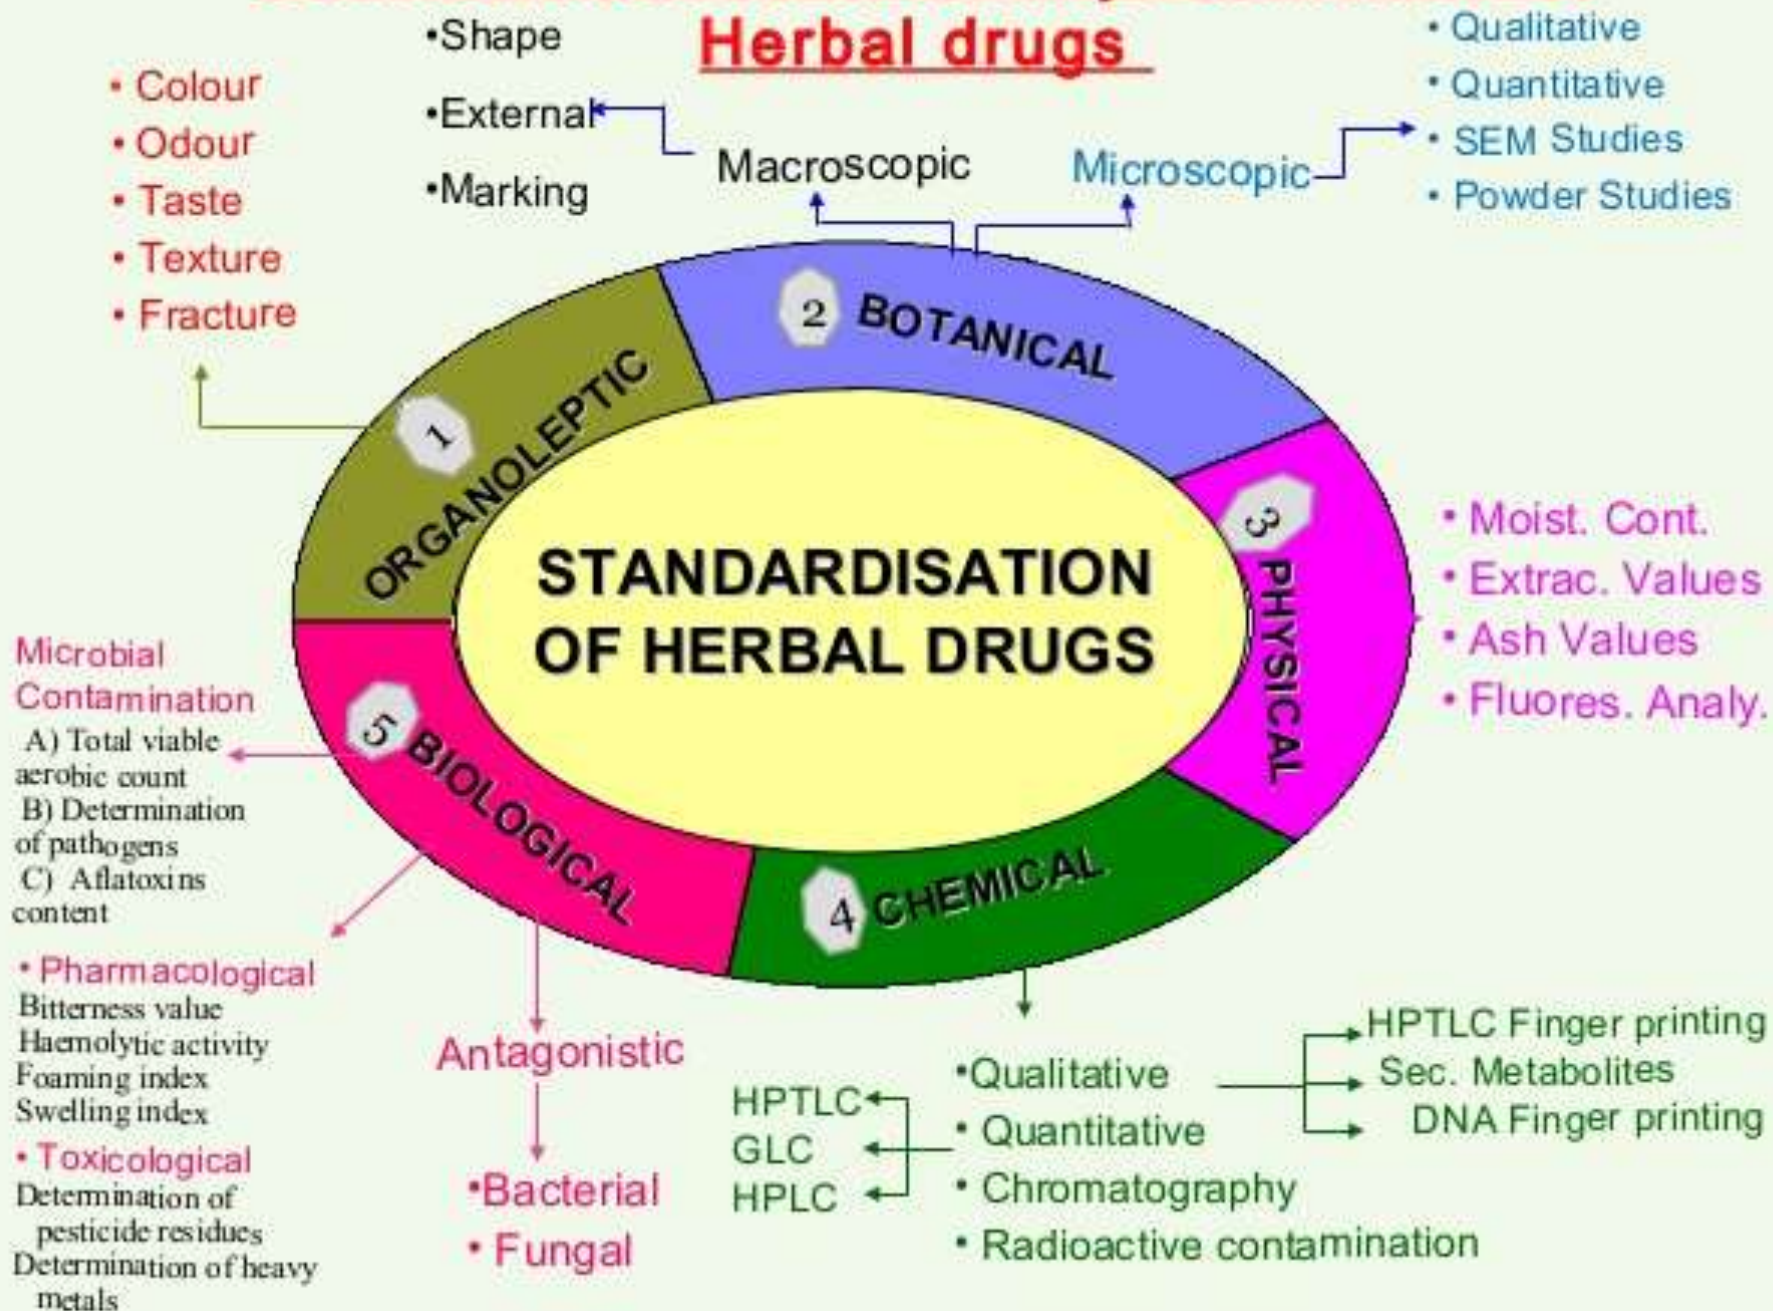 Herbal drugs
• Colour
• Odour
• Taste
• Texture
• Fracture
•Shape
•External
•Marking
Macroscopic
Microscopic
• Qualitative
• Quantitative
• SEM Studies
• Powder Studies
1 ORGANOLEPTIC
2 BOTANICAL
3 PHYSICAL
4 CHEMICAL
5 BIOLOGICAL
STANDARDISATION
OF HERBAL DRUGS
• Moist. Cont.
• Extrac. Values
• Ash Values
• Fluores. Analy.
Microbial
Contamination
A) Total viable
aerobic count
B) Determination
of pathogens
C) Aflatoxins
content
• Pharmacological
Bitterness value
Haemolytic activity
Foaming index
Swelling index
• Toxicological
Determination of
pesticide residues
Determination of heavy
metals
Antagonistic
•Bacterial
• Fungal
HPTLC
GLC
HPLC
•Qualitative
• Quantitative
• Chromatography
• Radioactive contamination
HPTLC Finger printing
Sec. Metabolites
DNA Finger printing